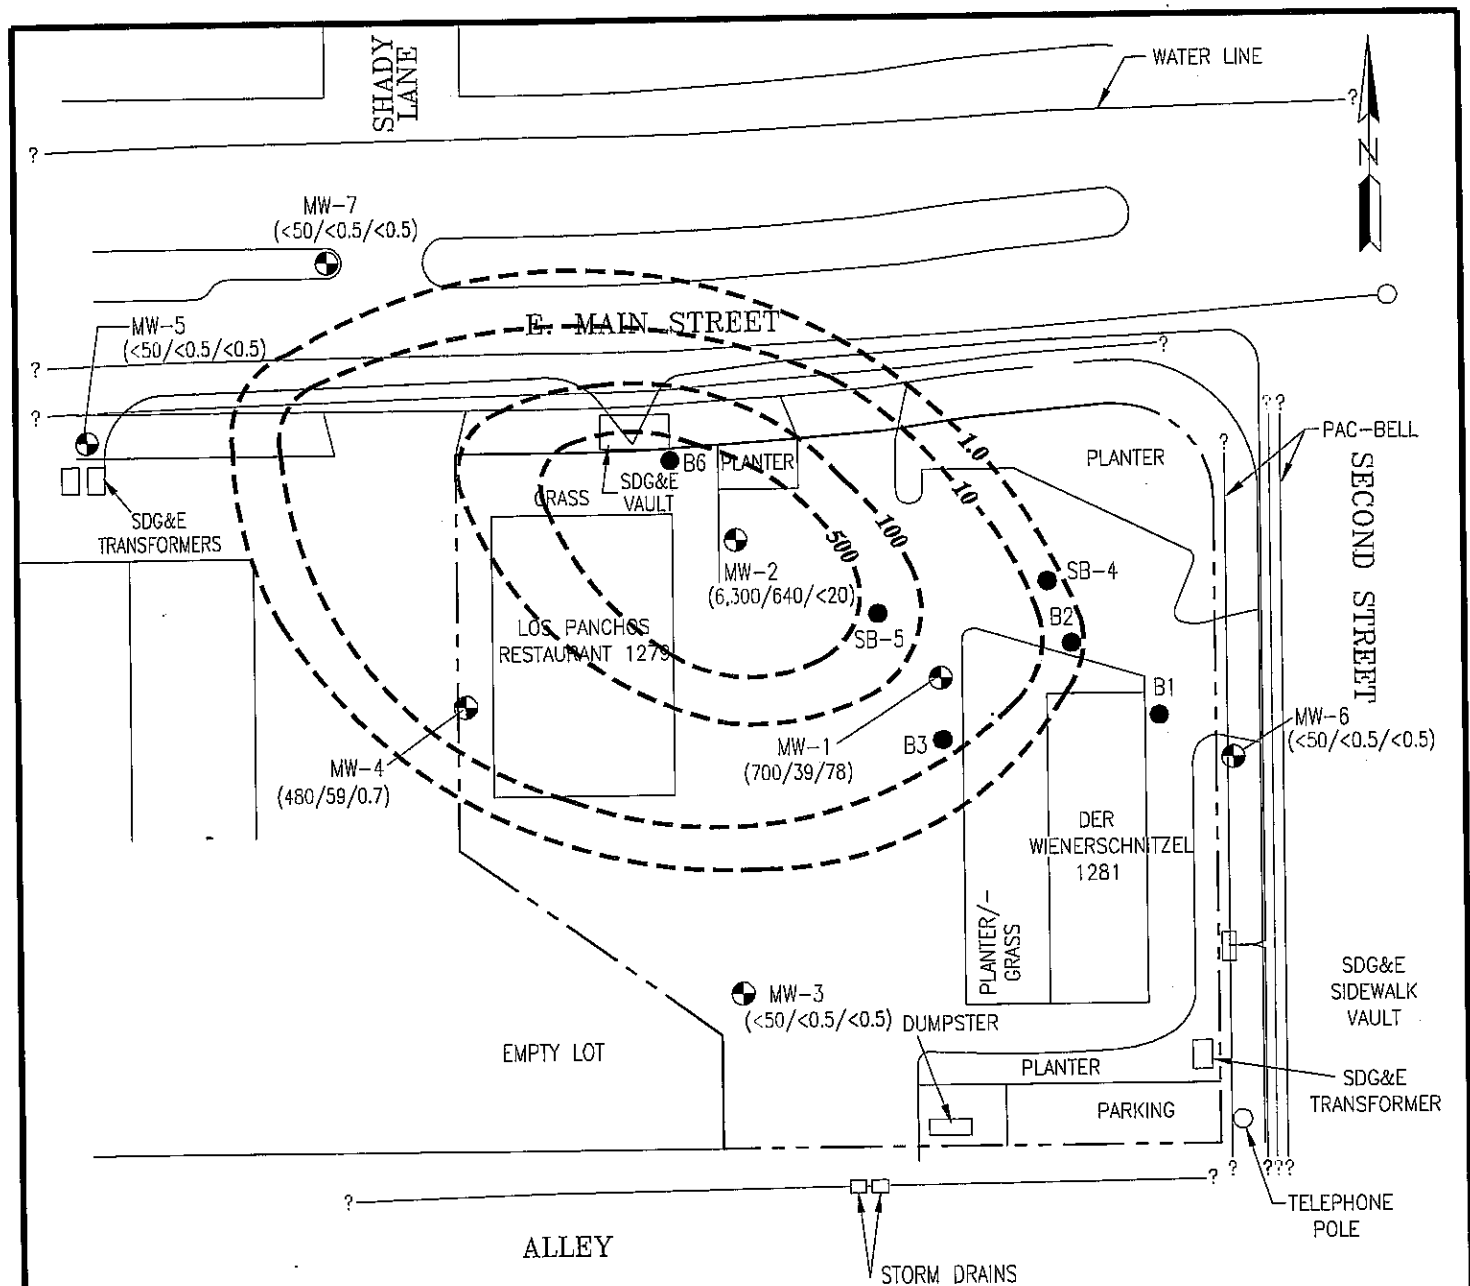 SHADY
LANE
WATER LINE
?
?
N
MW-7
(<50/<0.5/<0.5)
MW-5
(<50/<0.5/<0.5)
E. MAIN STREET
?
?
?
1.0
10
100
500
B6
PLANTER
PLANTER
SDG&E
VAULT
GRASS
?
??
PAC-BELL
SECOND STREET
SDG&E
TRANSFORMERS
MW-2
(6,300/640/<20)
SB-4
B2
SB-5
LOS PANCHOS
RESTAURANT 1279
B1
MW-6
(<50/<0.5/<0.5)
MW-1
(700/39/78)
B3
MW-4
(480/59/0.7)
DER
WIENERSCHNITZEL
1281
PLANTER/-
GRASS
SDG&E
SIDEWALK
VAULT
MW-3
(<50/<0.5/<0.5)
DUMPSTER
EMPTY LOT
PLANTER
SDG&E
TRANSFORMER
PARKING
?
???
?
?
TELEPHONE
POLE
ALLEY
STORM DRAINS